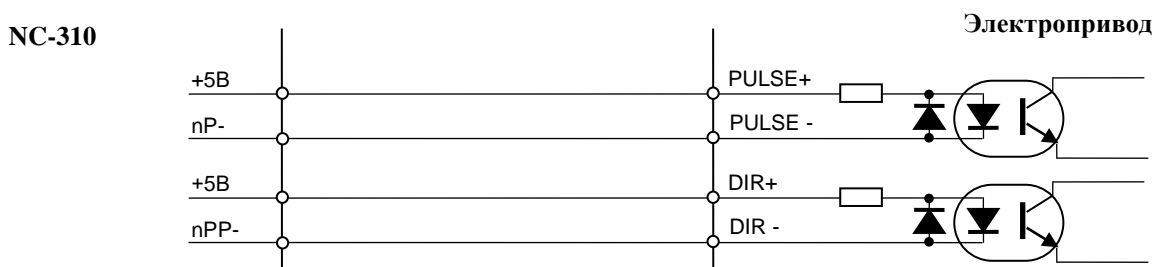 NC-310
Электропривод
+5В
PULSE+
nP-
PULSE -
+5В
DIR+
nPP-
DIR -